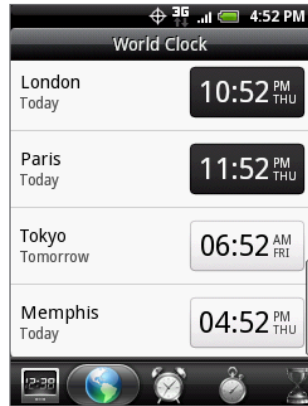 3G 4:52 PM
World Clock
London
Today
10:52 PM THU
Paris
Today
11:52 PM THU
Tokyo
Tomorrow
06:52 AM FRI
Memphis
Today
04:52 PM THU
12:38